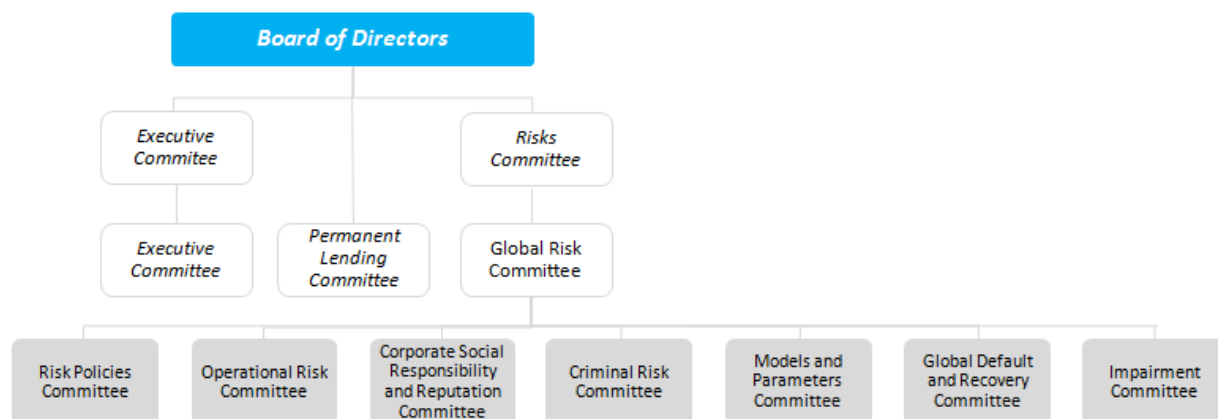 Board of Directors
Executive
Commitee
Risks
Committee
Executive
Committee
Permanent
Lending
Committee
Global Risk
Committee
Risk Policies
Committee
Operational Risk
Committee
Corporate Social
Responsibility
and Reputation
Committee
Criminal Risk
Committee
Models and
Parameters
Committee
Global Default
and Recovery
Committee
Impairment
Committee